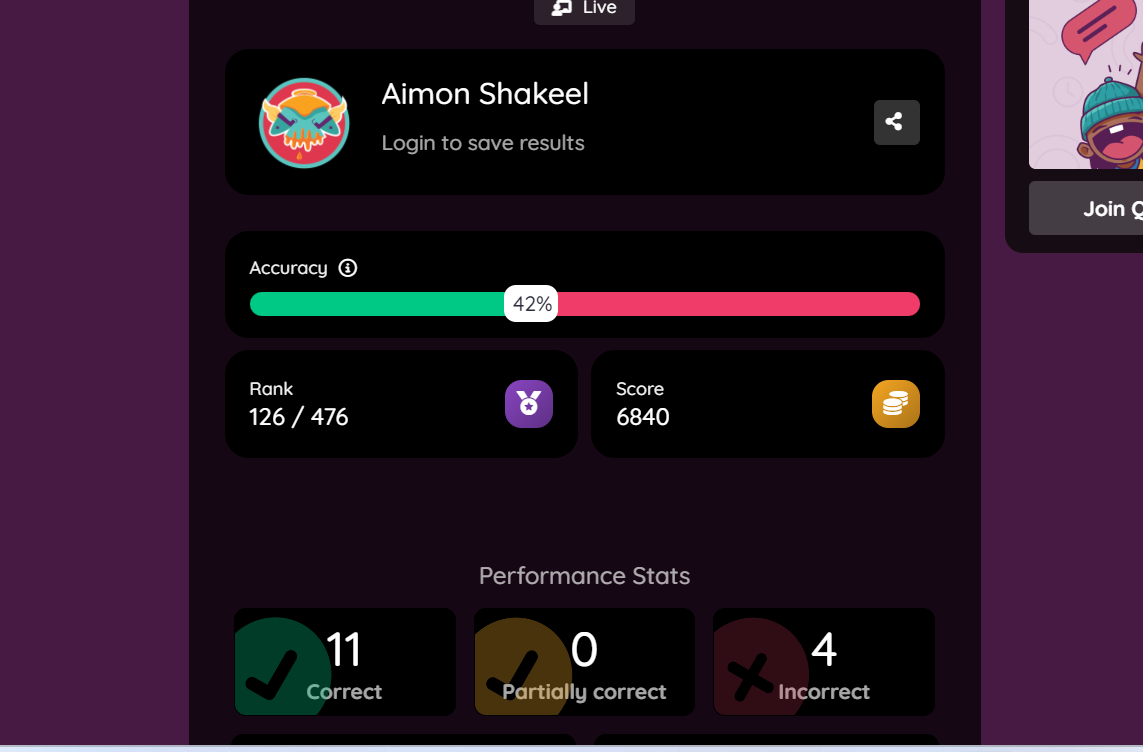 Live
Aimon Shakeel
Login to save results
Join
Accuracy
42%
Rank
126 / 476
Score
6840
Performance Stats
11
Correct
0
Partially correct
4
Incorrect